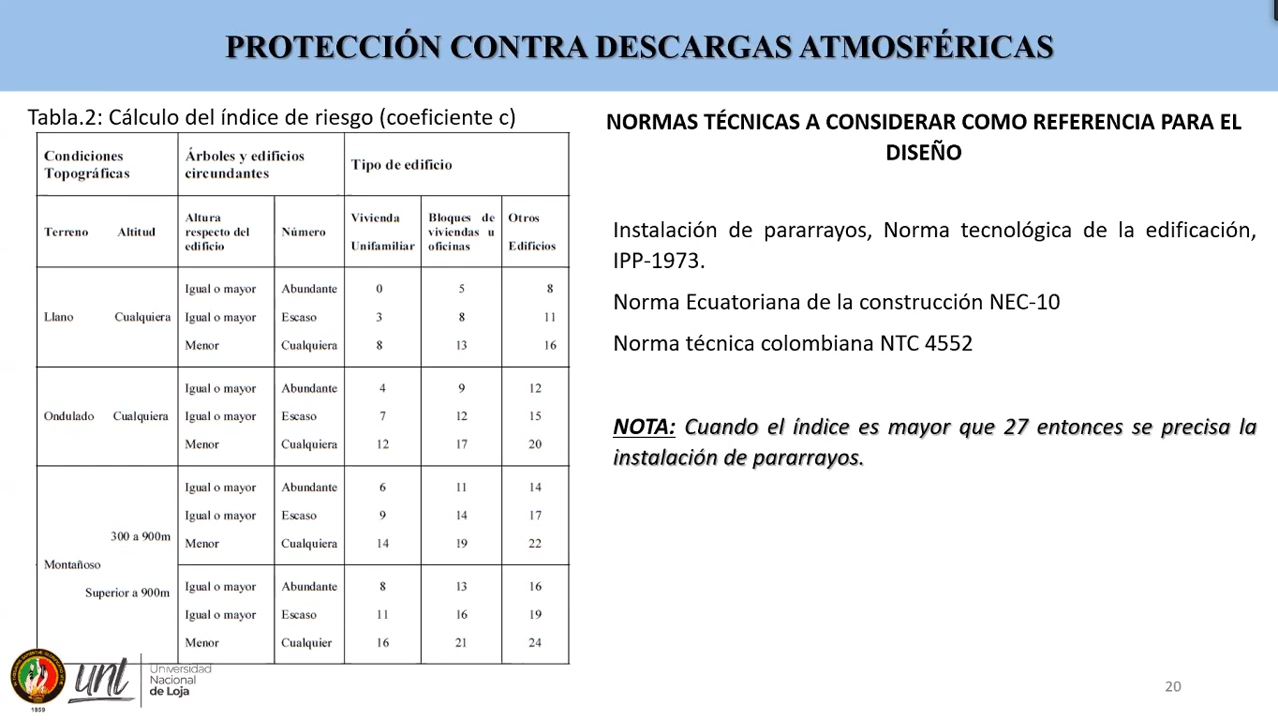 PROTECCIÓN CONTRA DESCARGAS ATMOSFÉRICAS
Tabla.2: Cálculo del índice de riesgo (coeficiente c)
Condiciones Topográficas Árboles y edificios circundantes Tipo de edificio
Terreno Altitud Altura respecto del edificio Número Vivienda Unifamiliar Bloques de viviendas u oficinas Otros Edificios
Igual o mayor Abundante 0 5 8
Llano Cualquiera Igual o mayor Escaso 3 8 11
Menor Cualquiera 8 13 16
Igual o mayor Abundante 4 9 12
Ondulado Cualquiera Igual o mayor Escaso 7 12 15
Menor Cualquiera 12 17 20
Igual o mayor Abundante 6 11 14
Igual o mayor Escaso 9 14 17
300 a 900m Menor Cualquiera 14 19 22
Montañoso
Superior a 900m Igual o mayor Abundante 8 13 16
Igual o mayor Escaso 11 16 19
Menor Cualquier 16 21 24
NORMAS TÉCNICAS A CONSIDERAR COMO REFERENCIA PARA EL
DISEÑO
Instalación de pararrayos, Norma tecnológica de la edificación,
IPP-1973.
Norma Ecuatoriana de la construcción NEC-10
Norma técnica colombiana NTC 4552
NOTA: Cuando el índice es mayor que 27 entonces se precisa la
instalación de pararrayos.
1859
unl
Universidad
Nacional
de Loja
20